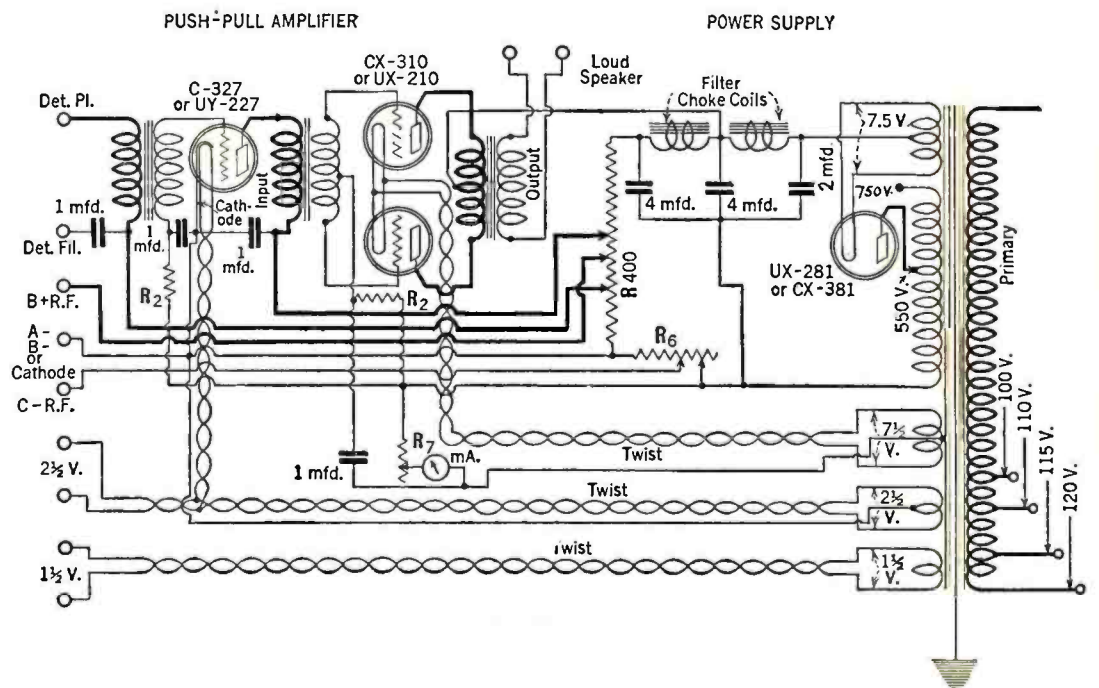 PUSH-PULL AMPLIFIER
POWER SUPPLY
CX-310
or UX-210
Loud
Speaker
C-327
or UY-227
Filter
Choke Coils
Det. Pl.
7.5 V
2 mfd.
Input
Output
Cath-
ode
750V.
1 mfd.
4 mfd.
4 mfd.
1
mfd.
1
mfd.
Det. Fil.
Primary
R 400
UX-281
or CX-381
550 V.
R2
R2
B+R.F.
A-
B-
or
Cathode
R6
C-R.F.
100 V.
110 V.
115 V.
120 V.
7½
V.
R7
mA.
Twist
1 mfd.
2½ V.
Twist
2½
V.
Twist
1½ V.
1½
V.